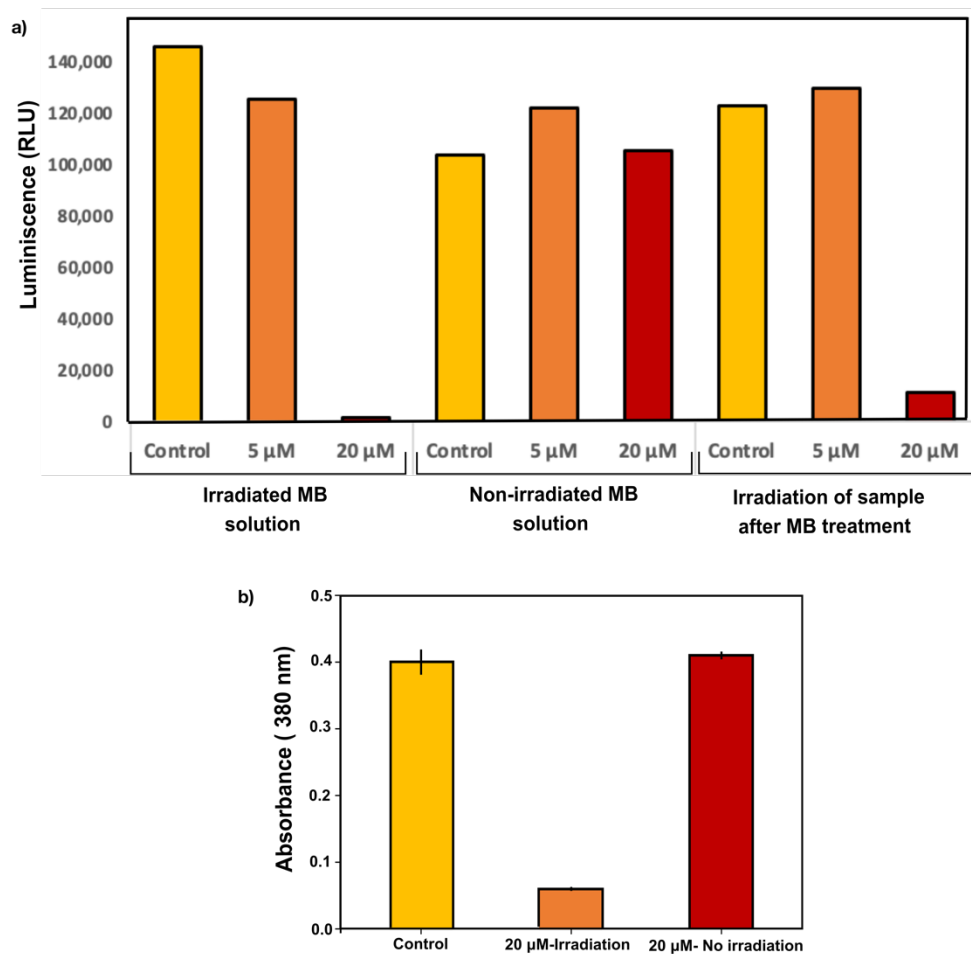 a)
Luminiscence (RLU)
140,000
120,000
100,000
80,000
60,000
40,000
20,000
0
Control 5 µM 20 µM Control 5 µM 20 µM Control 5 µM 20 µM
Irradiated MB
solution
Non-irradiated MB
solution
Irradiation of sample
after MB treatment
b)
Absorbance ( 380 nm)
0.5
0.4
0.3
0.2
0.1
0.0
Control 20 µM-Irradiation 20 µM- No irradiation